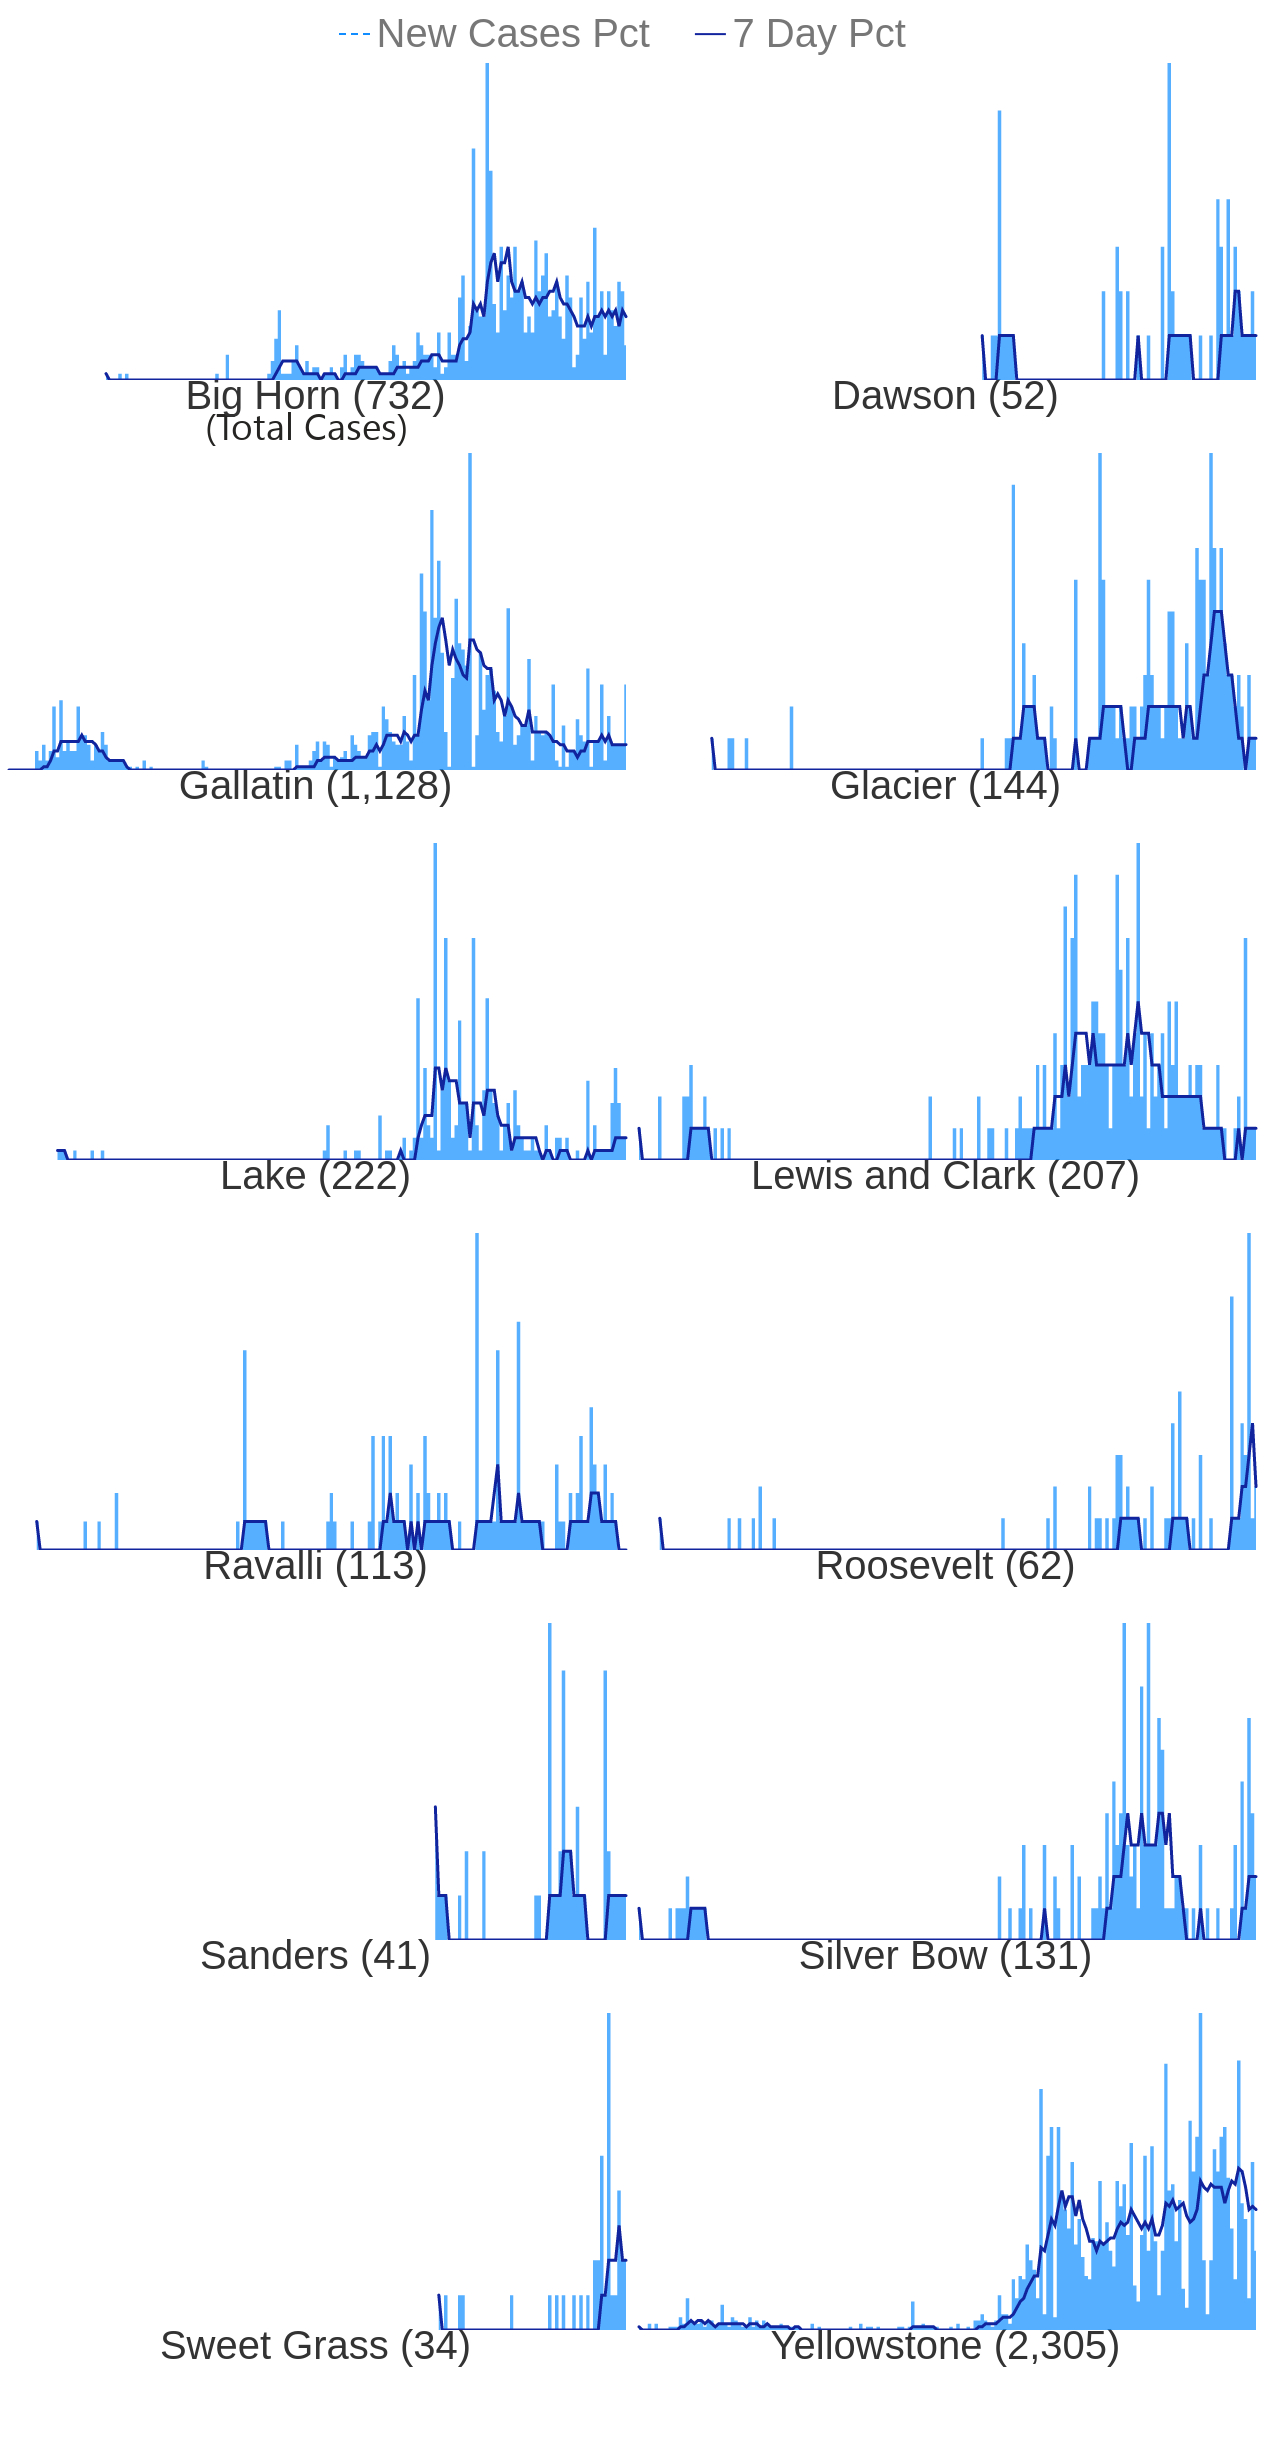 New Cases Pct 7 Day Pct
Big Horn (732) Dawson (52)
(Total Cases)
Gallatin (1,128) Glacier (144)
Lake (222) Lewis and Clark (207)
Ravalli (113) Roosevelt (62)
Sanders (41) Silver Bow (131)
Sweet Grass (34) Yellowstone (2,305)